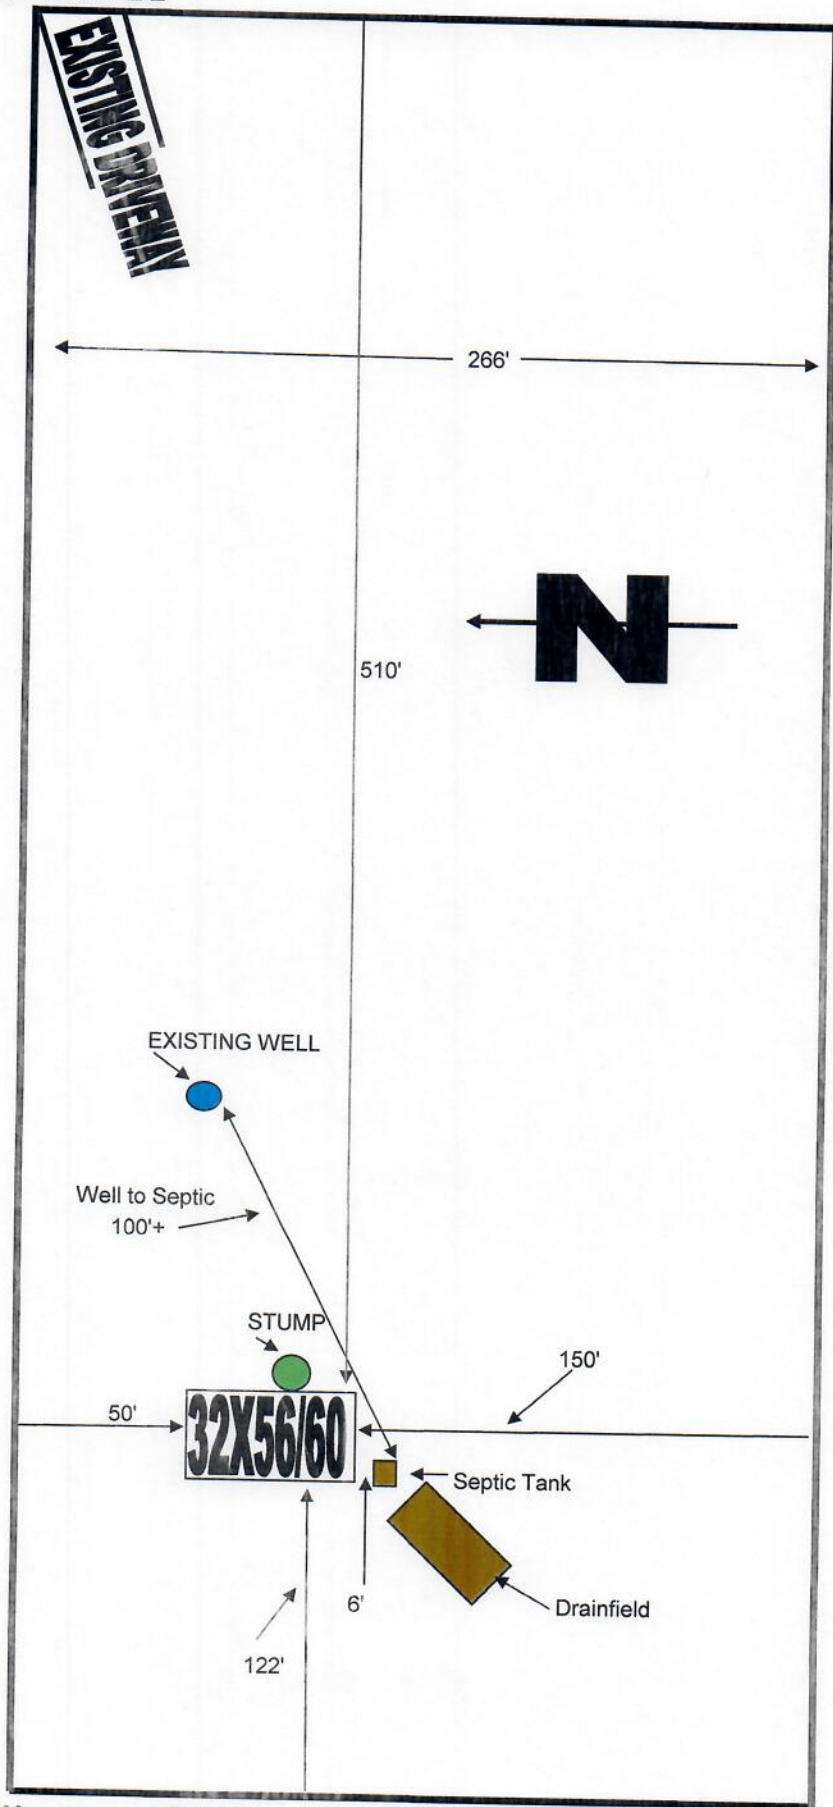 EXISTING DRIVEWAY
266'
N
510'
EXISTING WELL
Well to Septic
100'+
STUMP
150'
50'
32X56/60
Septic Tank
6'
Drainfield
122'